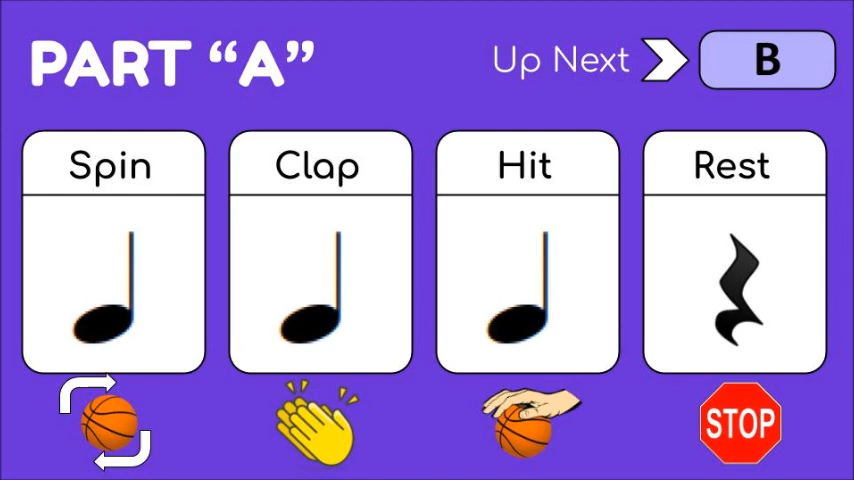 PART “A”
Up Next
B
Spin
Clap
Hit
Rest
STOP